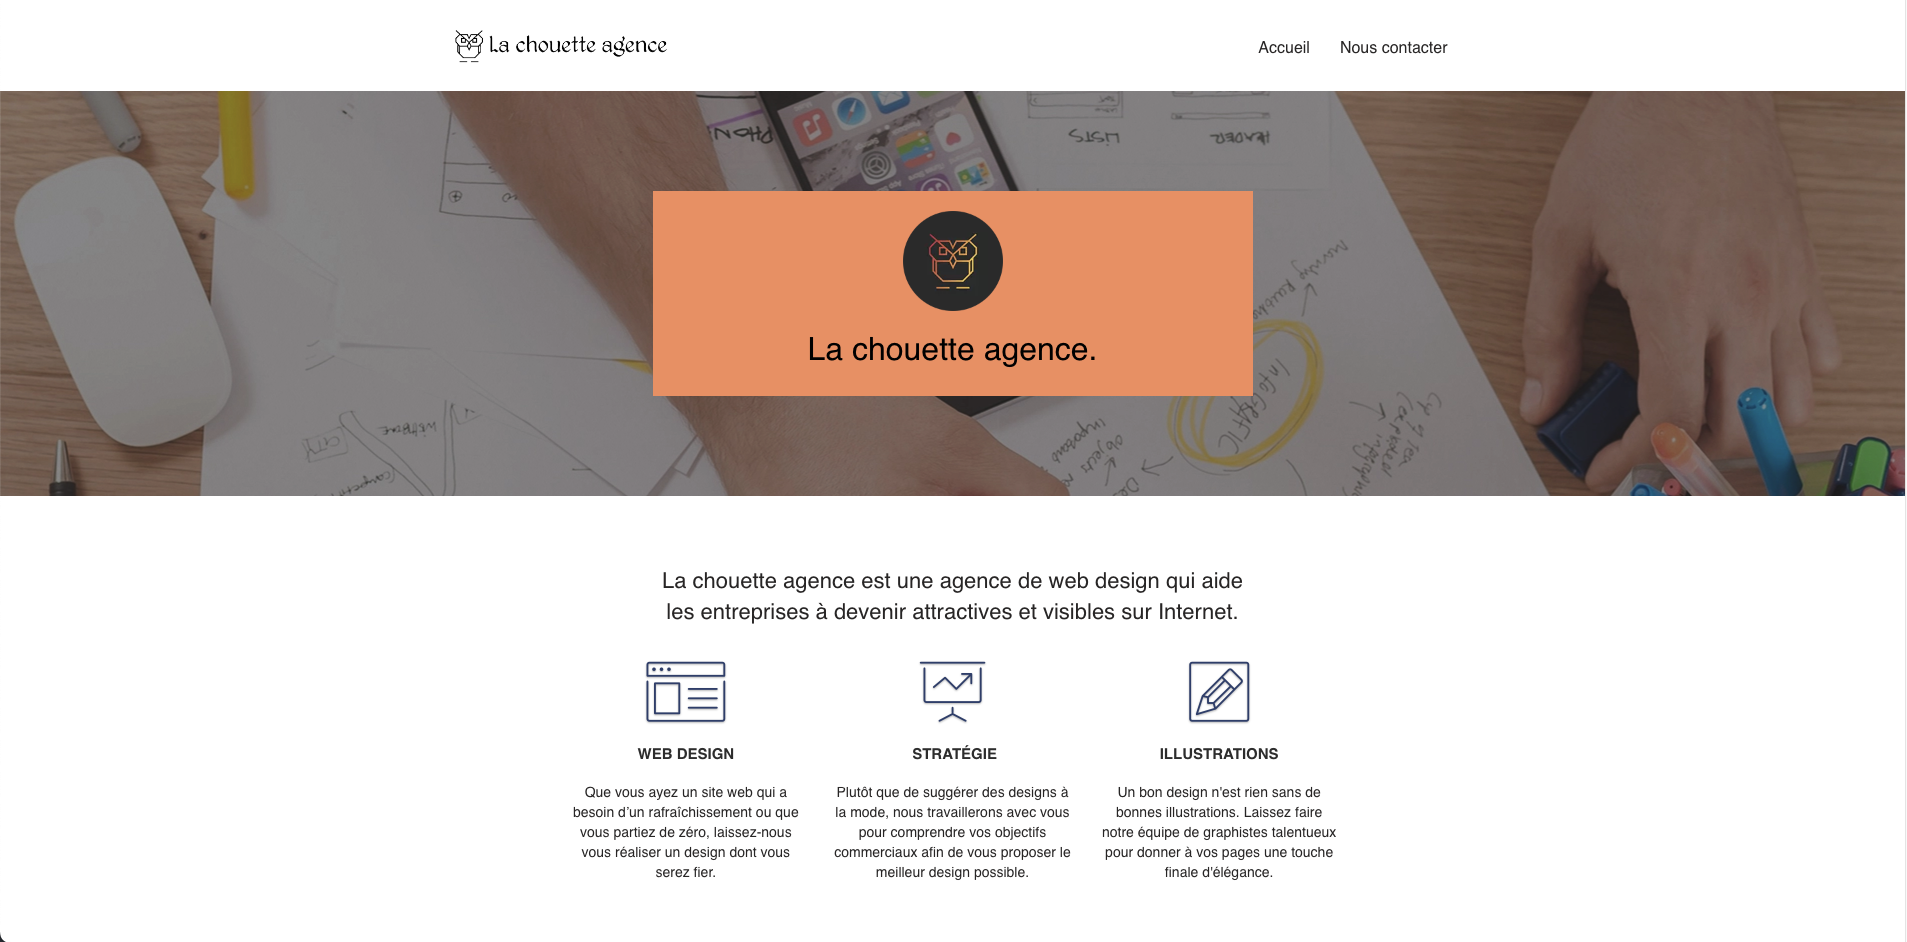 La chouette agence
Accueil
Nous contacter
PHON
LISTS
HEADER
La chouette agence.
La chouette agence est une agence de web design qui aide
les entreprises à devenir attractives et visibles sur Internet.
WEB DESIGN
Que vous ayez un site web qui a
besoin d’un rafraîchissement ou que
vous partiez de zéro, laissez-nous
vous réaliser un design dont vous
serez fier.
STRATÉGIE
Plutôt que de suggérer des designs à
la mode, nous travaillerons avec vous
pour comprendre vos objectifs
commerciaux afin de vous proposer le
meilleur design possible.
ILLUSTRATIONS
Un bon design n'est rien sans de
bonnes illustrations. Laissez faire
notre équipe de graphistes talentueux
pour donner à vos pages une touche
finale d'élégance.